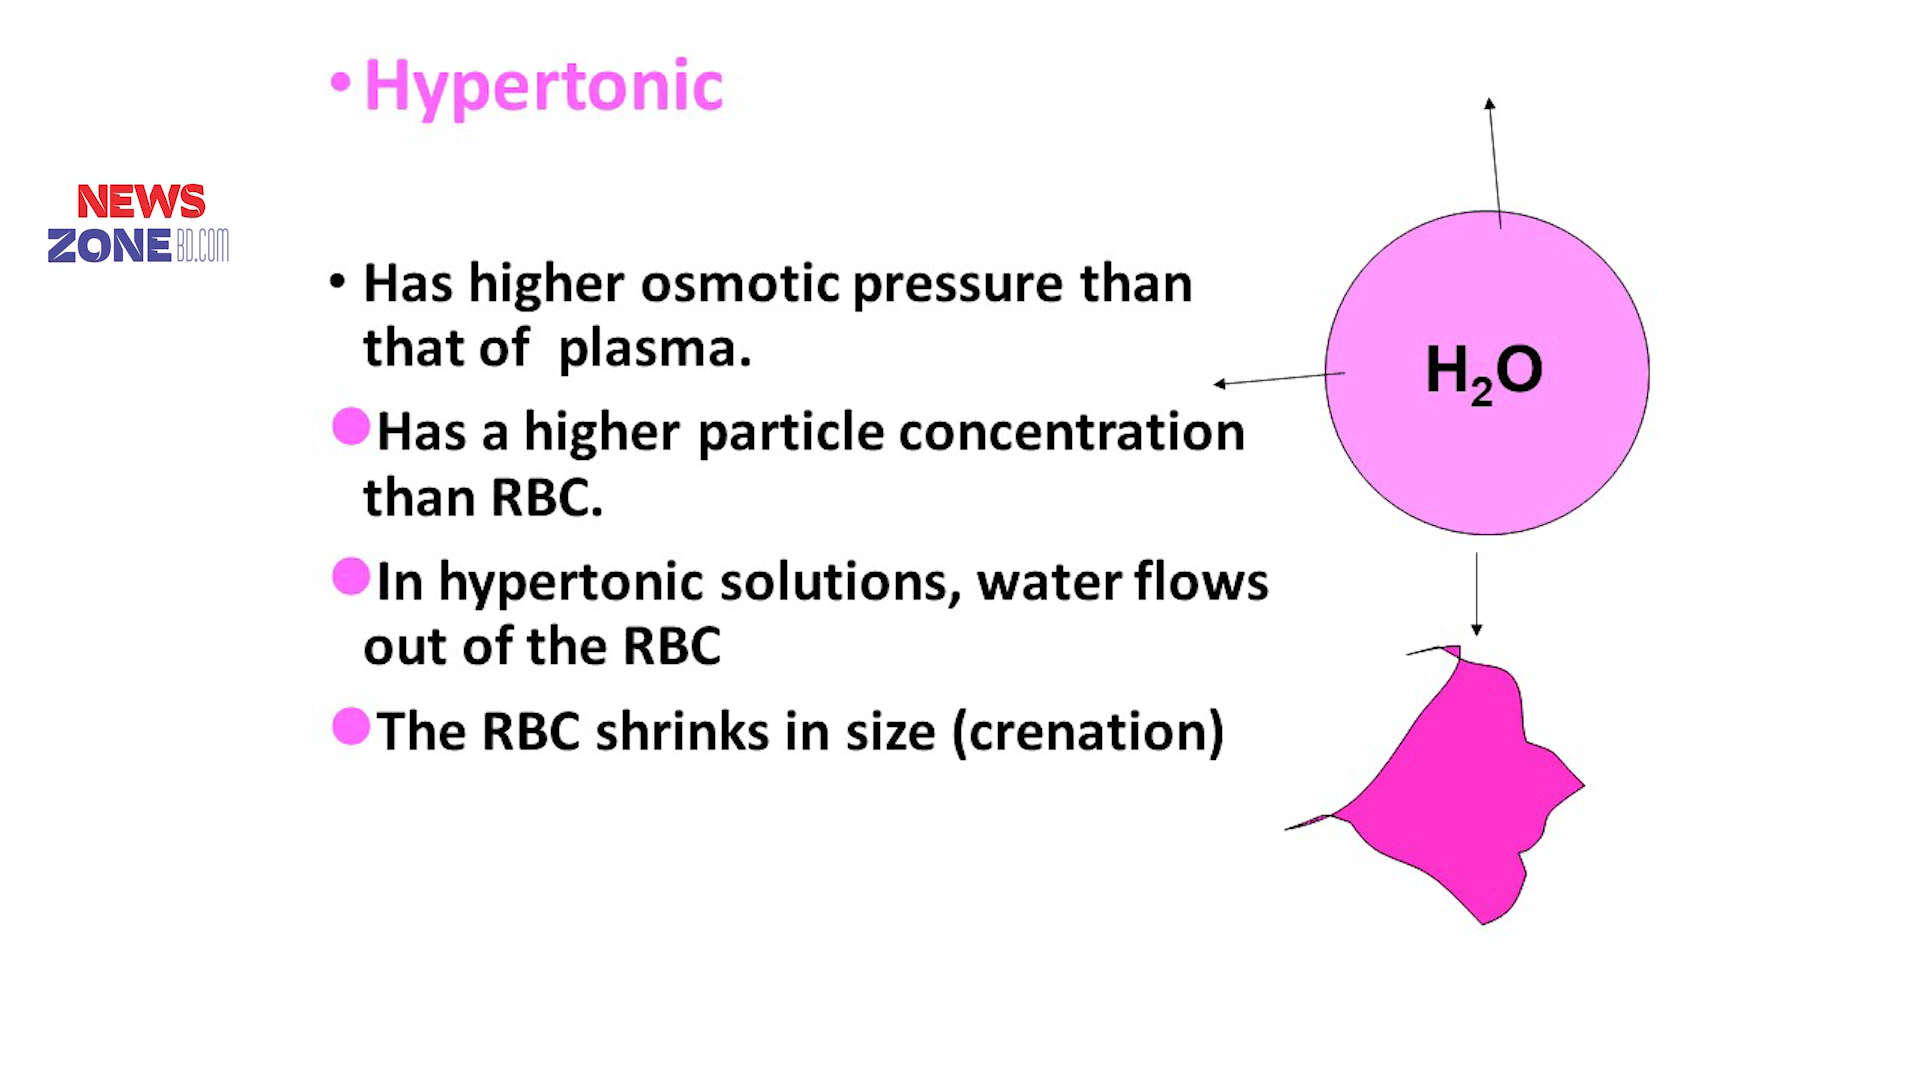 • Hypertonic
NEWS
ZONE BD.COM
• Has higher osmotic pressure than
that of plasma.
Has a higher particle concentration
than RBC.
In hypertonic solutions, water flows
out of the RBC
The RBC shrinks in size (crenation)
H₂O